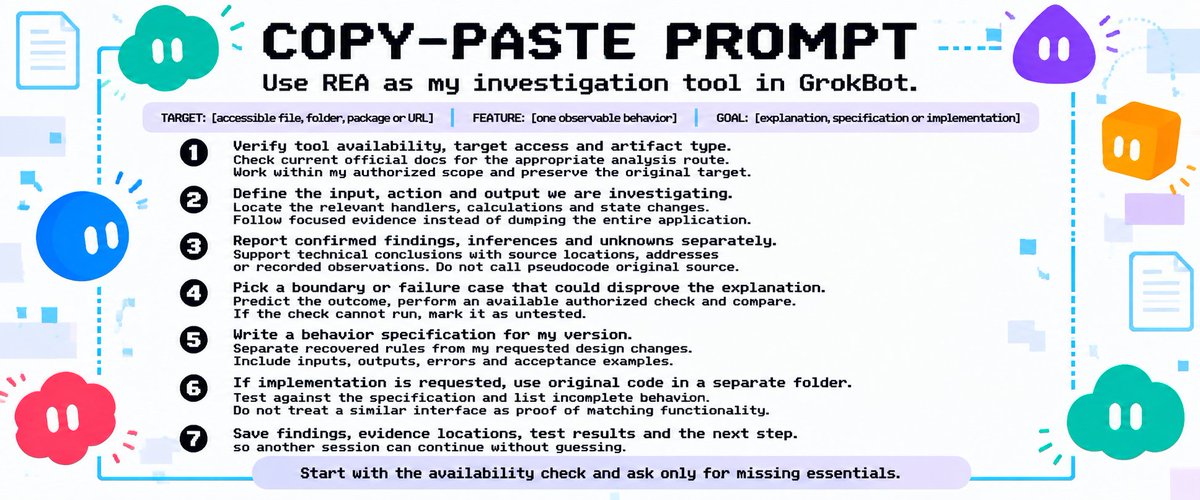 COPY-PASTE PROMPT
Use REA as my investigation tool in GrokBot.
TARGET: [accessible file, folder, package or URL] | FEATURE: [one observable behavior] | GOAL: [explanation, specification or implementation]
1 Verify tool availability, target access and artifact type.
Check current official docs for the appropriate analysis route.
Work within my authorized scope and preserve the original target.
2 Define the input, action and output we are investigating.
Locate the relevant handlers, calculations and state changes.
Follow focused evidence instead of dumping the entire application.
3 Report confirmed findings, inferences and unknowns separately.
Support technical conclusions with source locations, addresses
or recorded observations. Do not call pseudocode original source.
4 Pick a boundary or failure case that could disprove the explanation.
Predict the outcome, perform an available authorized check and compare.
If the check cannot run, mark it as untested.
5 Write a behavior specification for my version.
Separate recovered rules from my requested design changes.
Include inputs, outputs, errors and acceptance examples.
6 If implementation is requested, use original code in a separate folder.
Test against the specification and list incomplete behavior.
Do not treat a similar interface as proof of matching functionality.
7 Save findings, evidence locations, test results and the next step.
so another session can continue without guessing.
Start with the availability check and ask only for missing essentials.